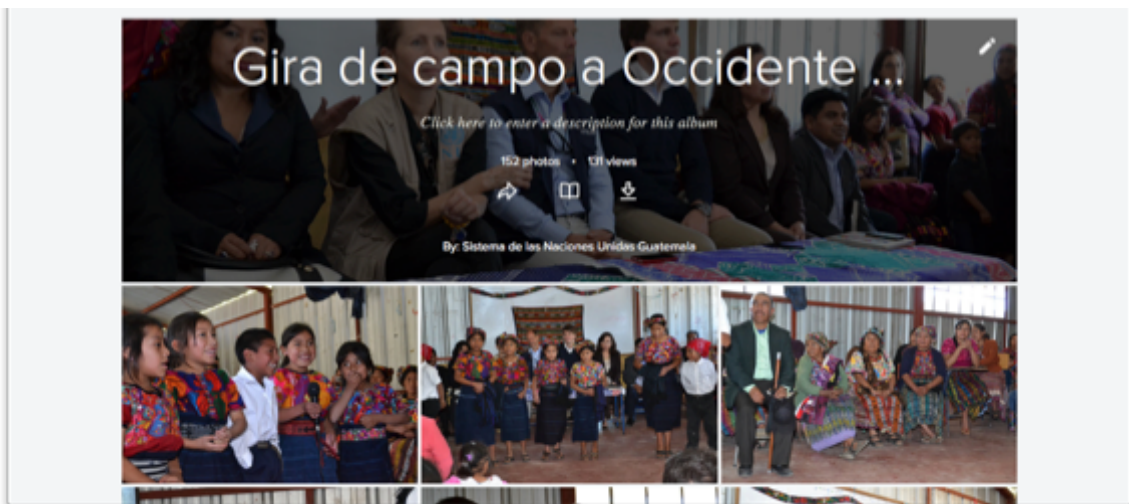 Gira de campo a Occidente ...
Click here to enter a description for this album
152 photos • 131 views
By: Sistema de las Naciones Unidas Guatemala